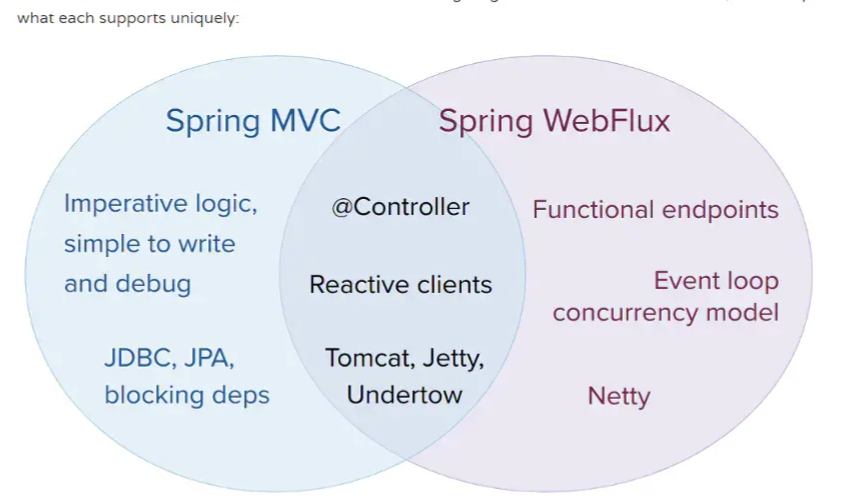 what each supports uniquely:
Spring MVC
Imperative logic,
simple to write
and debug
JDBC, JPA,
blocking deps
@Controller
Reactive clients
Tomcat, Jetty,
Undertow
Spring WebFlux
Functional endpoints
Event loop
concurrency model
Netty